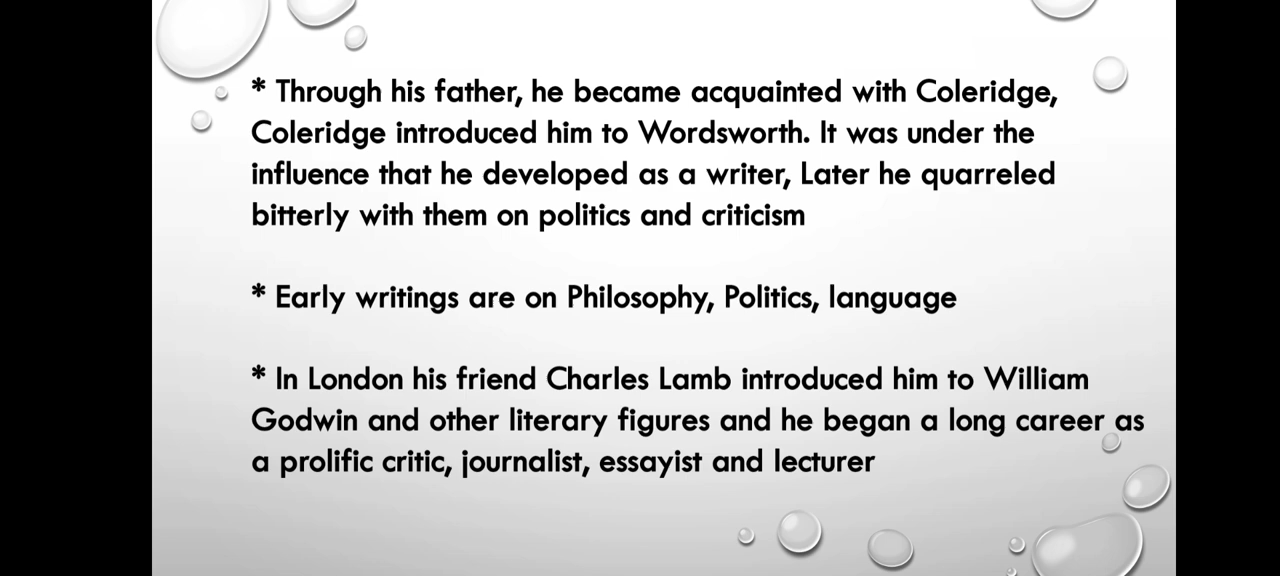 * Through his father, he became acquainted with Coleridge,
Coleridge introduced him to Wordsworth. It was under the
influence that he developed as a writer, Later he quarreled
bitterly with them on politics and criticism
* Early writings are on Philosophy, Politics, language
* In London his friend Charles Lamb introduced him to William
Godwin and other literary figures and he began a long career as
a prolific critic, journalist, essayist and lecturer